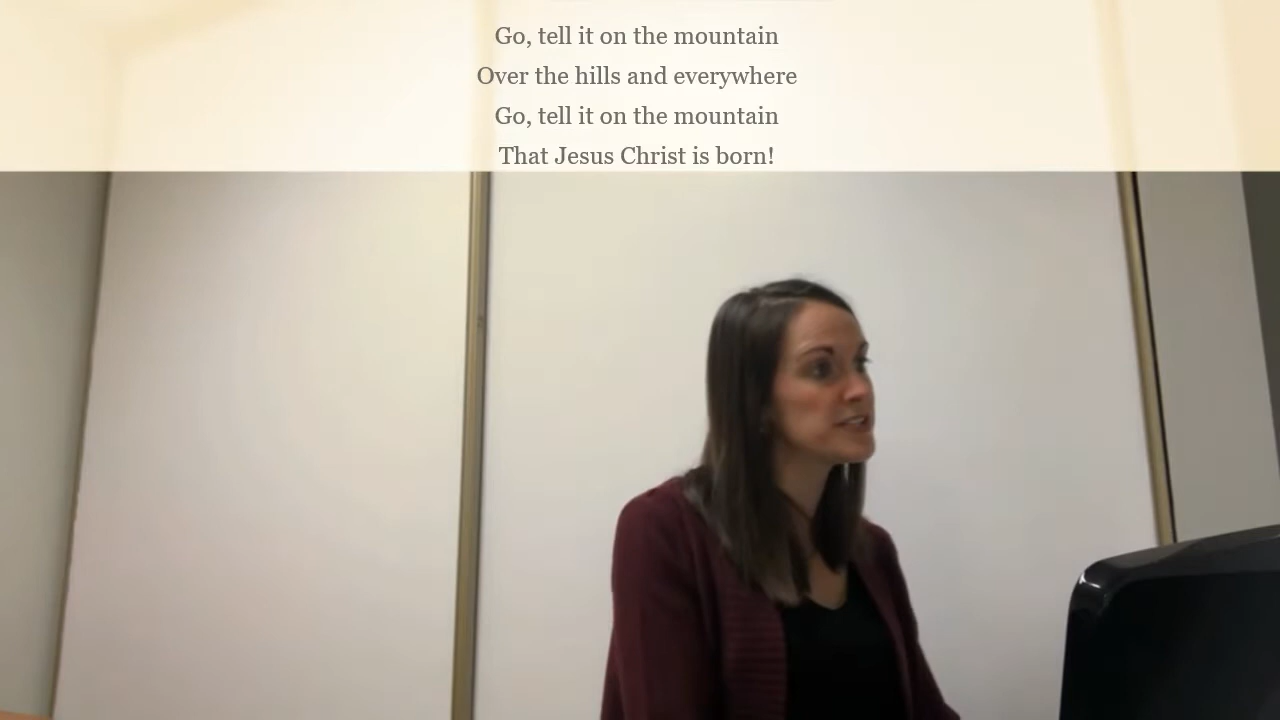 Go, tell it on the mountain
Over the hills and everywhere
Go, tell it on the mountain
That Jesus Christ is born!